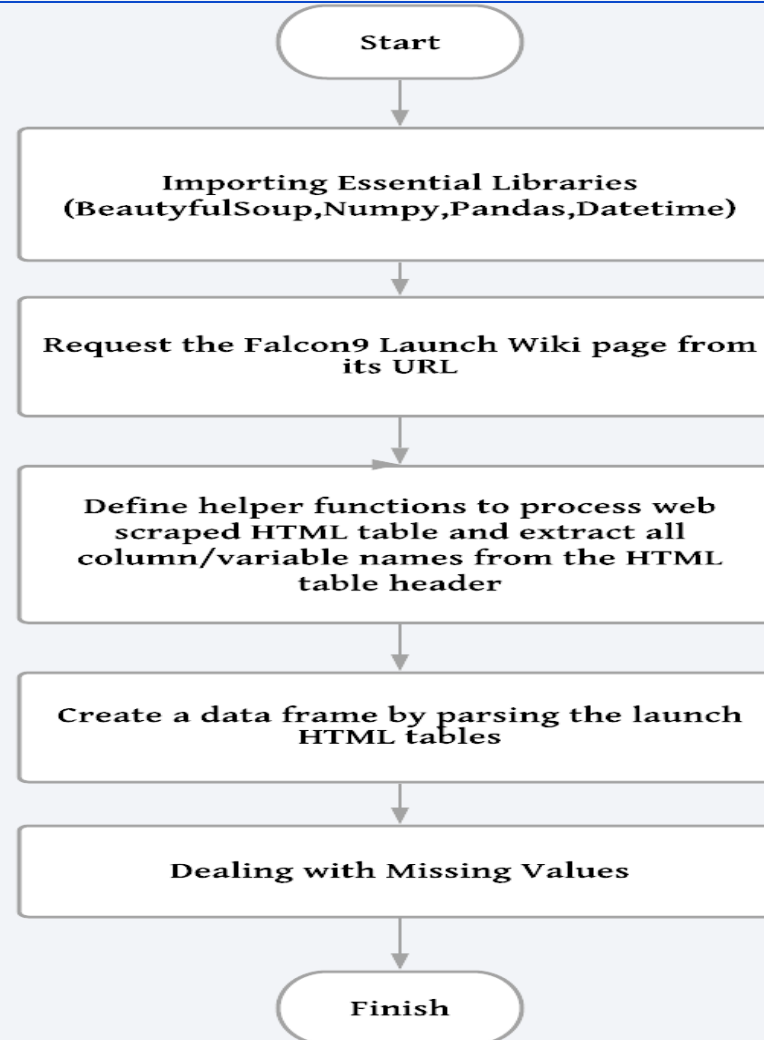 Start
Importing Essential Libraries
(BeautyfulSoup,Numpy,Pandas,Datetime)
Request the Falcon9 Launch Wiki page from
its URL
Define helper functions to process web
scraped HTML table and extract all
column/variable names from the HTML
table header
Create a data frame by parsing the launch
HTML tables
Dealing with Missing Values
Finish